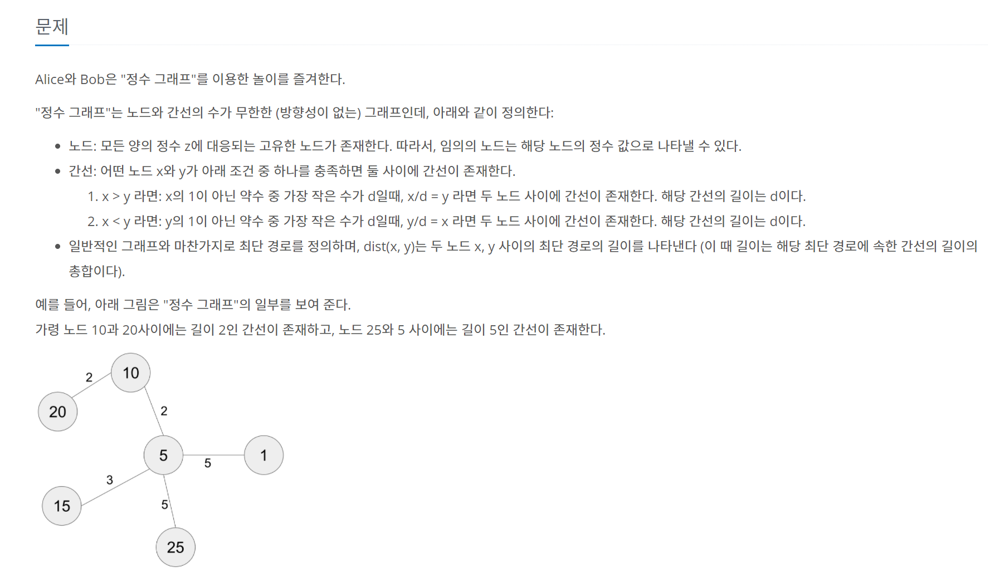 문제
Alice와 Bob은 "정수 그래프"를 이용한 놀이를 즐겨한다.
"정수 그래프"는 노드와 간선의 수가 무한한 (방향성이 없는) 그래프인데, 아래와 같이 정의한다:
• 노드: 모든 양의 정수 z에 대응되는 고유한 노드가 존재한다. 따라서, 임의의 노드는 해당 노드의 정수 값으로 나타낼 수 있다.
• 간선: 어떤 노드 x와 y가 아래 조건 중 하나를 충족하면 둘 사이에 간선이 존재한다.
1. x > y 라면: x의 1이 아닌 약수 중 가장 작은 수가 d일때, x/d = y 라면 두 노드 사이에 간선이 존재한다. 해당 간선의 길이는 d이다.
2. x < y 라면: y의 1이 아닌 약수 중 가장 작은 수가 d일때, y/d = x 라면 두 노드 사이에 간선이 존재한다. 해당 간선의 길이는 d이다.
• 일반적인 그래프와 마찬가지로 최단 경로를 정의하며, dist(x, y)는 두 노드 x, y 사이의 최단 경로의 길이를 나타낸다 (이 때 길이는 해당 최단 경로에 속한 간선의 길이의
총합이다).
예를 들어, 아래 그림은 "정수 그래프"의 일부를 보여 준다.
가령 노드 10과 20사이에는 길이 2인 간선이 존재하고, 노드 25와 5 사이에는 길이 5인 간선이 존재한다.
10
2
20
2
5
5
1
3
15
5
25